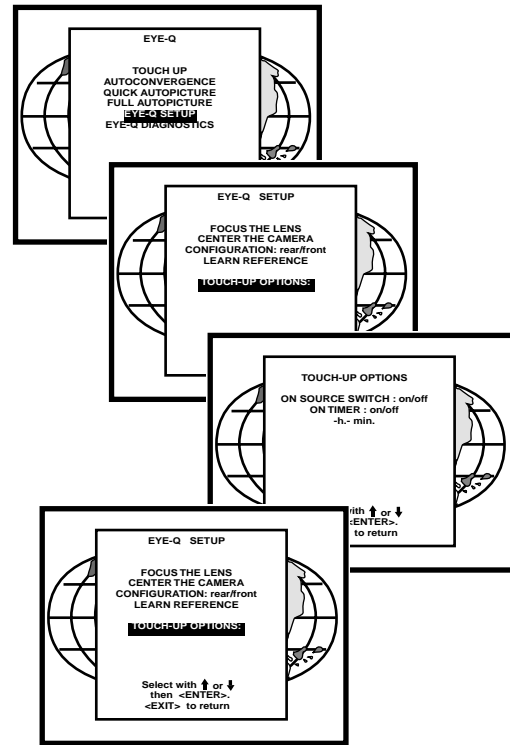 EYE-Q
TOUCH UP
AUTOCONVERGENCE
QUICK AUTOPICTURE
FULL AUTOPICTURE
EYE-Q SETUP
EYE-Q DIAGNOSTICS
EYE-Q SETUP
FOCUS THE LENS
CENTER THE CAMERA
CONFIGURATION: rear/front
LEARN REFERENCE
TOUCH-UP OPTIONS:
TOUCH-UP OPTIONS
ON SOURCE SWITCH : on/off
ON TIMER : on/off
-h.- min.
with ⬆ or ⬇
<ENTER>.
to return
EYE-Q SETUP
FOCUS THE LENS
CENTER THE CAMERA
CONFIGURATION: rear/front
LEARN REFERENCE
TOUCH-UP OPTIONS:
Select with ⬆ or ⬇
then <ENTER>.
<EXIT> to return